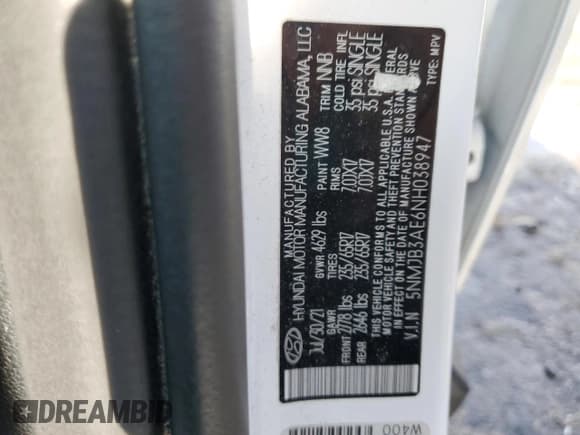 MANUFACTURED BY
HYUNDAI MOTOR MANUFACTURING ALABAMA, LLC
JUL/30/21 GVWR 4629 lbs PAINT WW8 TRIM NNB
GAWR TIRES RIMS COLD TIRE INFL
FRONT 2778 lbs 235/65R17 7.0JX17 35 psi SINGLE
REAR 2646 lbs 235/65R17 7.0JX17 35 psi SINGLE
THIS VEHICLE CONFORMS TO ALL APPLICABLE U.S.A. FEDERAL
MOTOR VEHICLE SAFETY AND THEFT PREVENTION STANDARDS
IN EFFECT ON THE DATE OF MANUFACTURE SHOWN ABOVE
V.I.N 5NMJB3AE6NH038947 TYPE: MPV
W400
DREAMBID